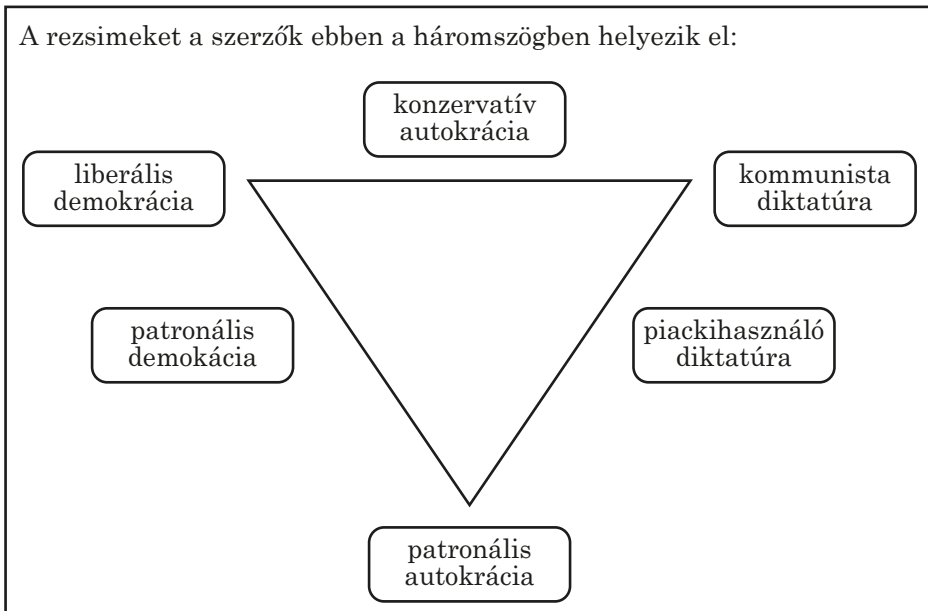 A rezsimeket a szerzők ebben a háromszögben helyezik el:
konzervatív
autokrácia
liberális
demokrácia
kommunista
diktatúra
patronális
demokácia
piackihasználó
diktatúra
patronális
autokrácia